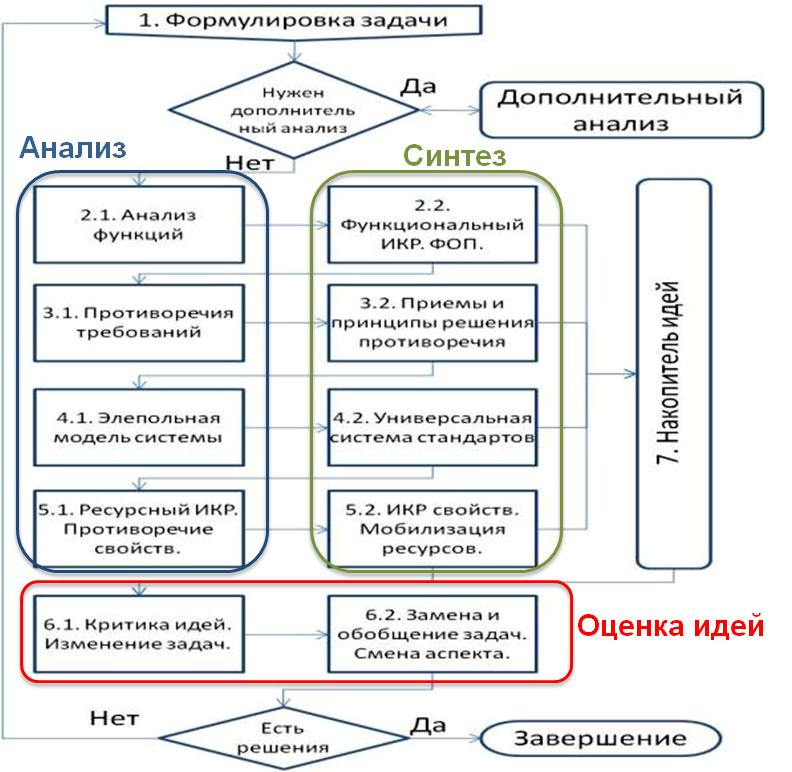 1. Формулировка задачи
Нужен
дополнитель
ный анализ
Да
Дополнительный
анализ
Нет
Анализ
Синтез
2.1. Анализ
функций
2.2.
Функциональный
ИКР. ФОП.
3.1. Противоречия
требований
3.2. Приемы и
принципы решения
противоречия
4.1. Элепольная
модель системы
4.2. Универсальная
система стандартов
5.1. Ресурсный ИКР.
Противоречие
свойств.
5.2. ИКР свойств.
Мобилизация
ресурсов.
7. Накопитель идей
6.1. Критика идей.
Изменение задач.
6.2. Замена и
обобщение задач.
Смена аспекта.
Оценка идей
Нет
Есть
решения
Да
Завершение